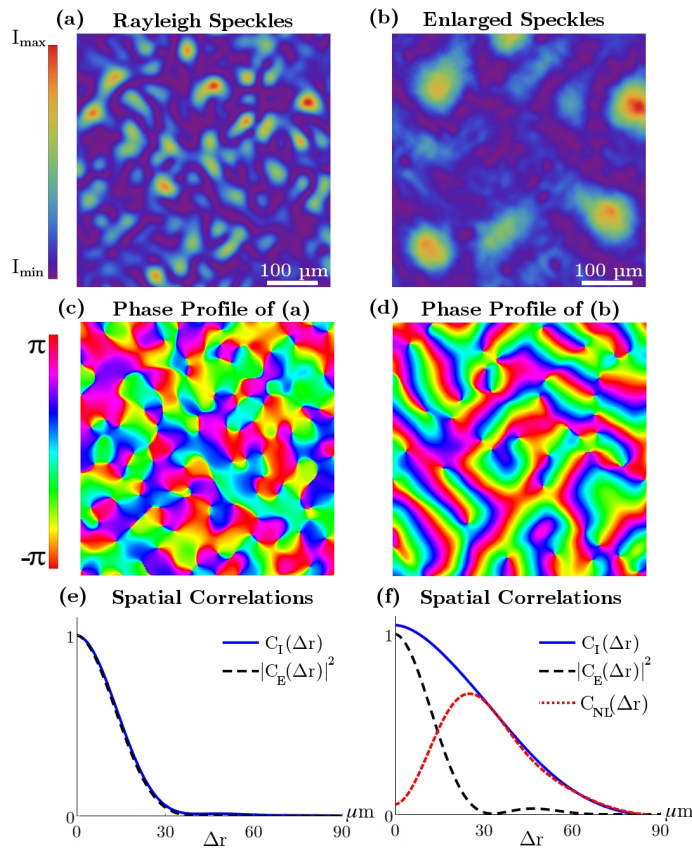 (a) Rayleigh Speckles
(b) Enlarged Speckles
Imax
Imin
100 µm
100 µm
(c) Phase Profile of (a)
(d) Phase Profile of (b)
π
-π
(e) Spatial Correlations
(f) Spatial Correlations
1
C_I(Δr)
|C_E(Δr)|²
0
0 30 60 90
µm
Δr
1
C_I(Δr)
|C_E(Δr)|²
C_NL(Δr)
0
0 30 60 90
µm
Δr